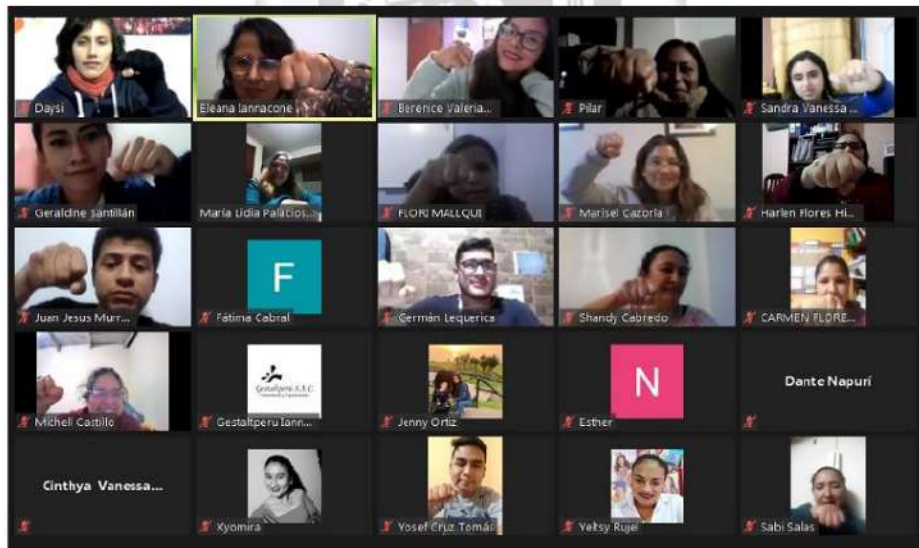 Daysi
Eleana Iannacone
Berenice Valeria...
Pilar
Sandra Vanessa ...
Geraldine Santillán
María Lidia Palacios...
FLORI MALLQUI
Marisel Cazorla
Harlen Flores Hi...
Juan Jesus Murr...
F
Fátima Cabral
Germán Lequerica
Shandy Cabredo
CARMEN FLORE...
Micheli Castillo
Gestaltperu S.A.C.
Gestaltperu Iann...
Jenny Ortiz
N
Esther
Dante Napurí
Cinthya Vanessa...
Kyomira
Yosef Cruz Tomás
Yeltsy Rujel
Sabi Salas